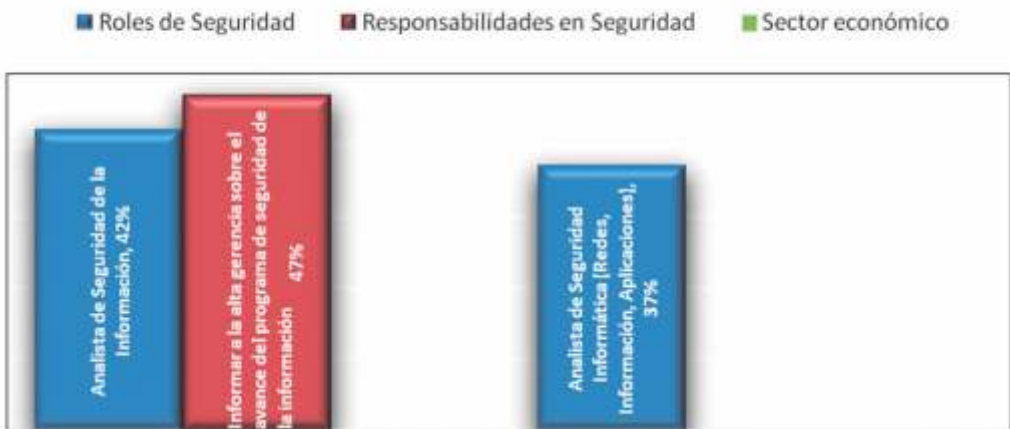 Roles de Seguridad
Responsabilidades en Seguridad
Sector económico
Analista de Seguridad de la
Información, 42%
Informar a la alta gerencia sobre el
avance del programa de seguridad de
la información 47%
Analista de Seguridad
Informática [Redes,
Información, Aplicaciones],
37%